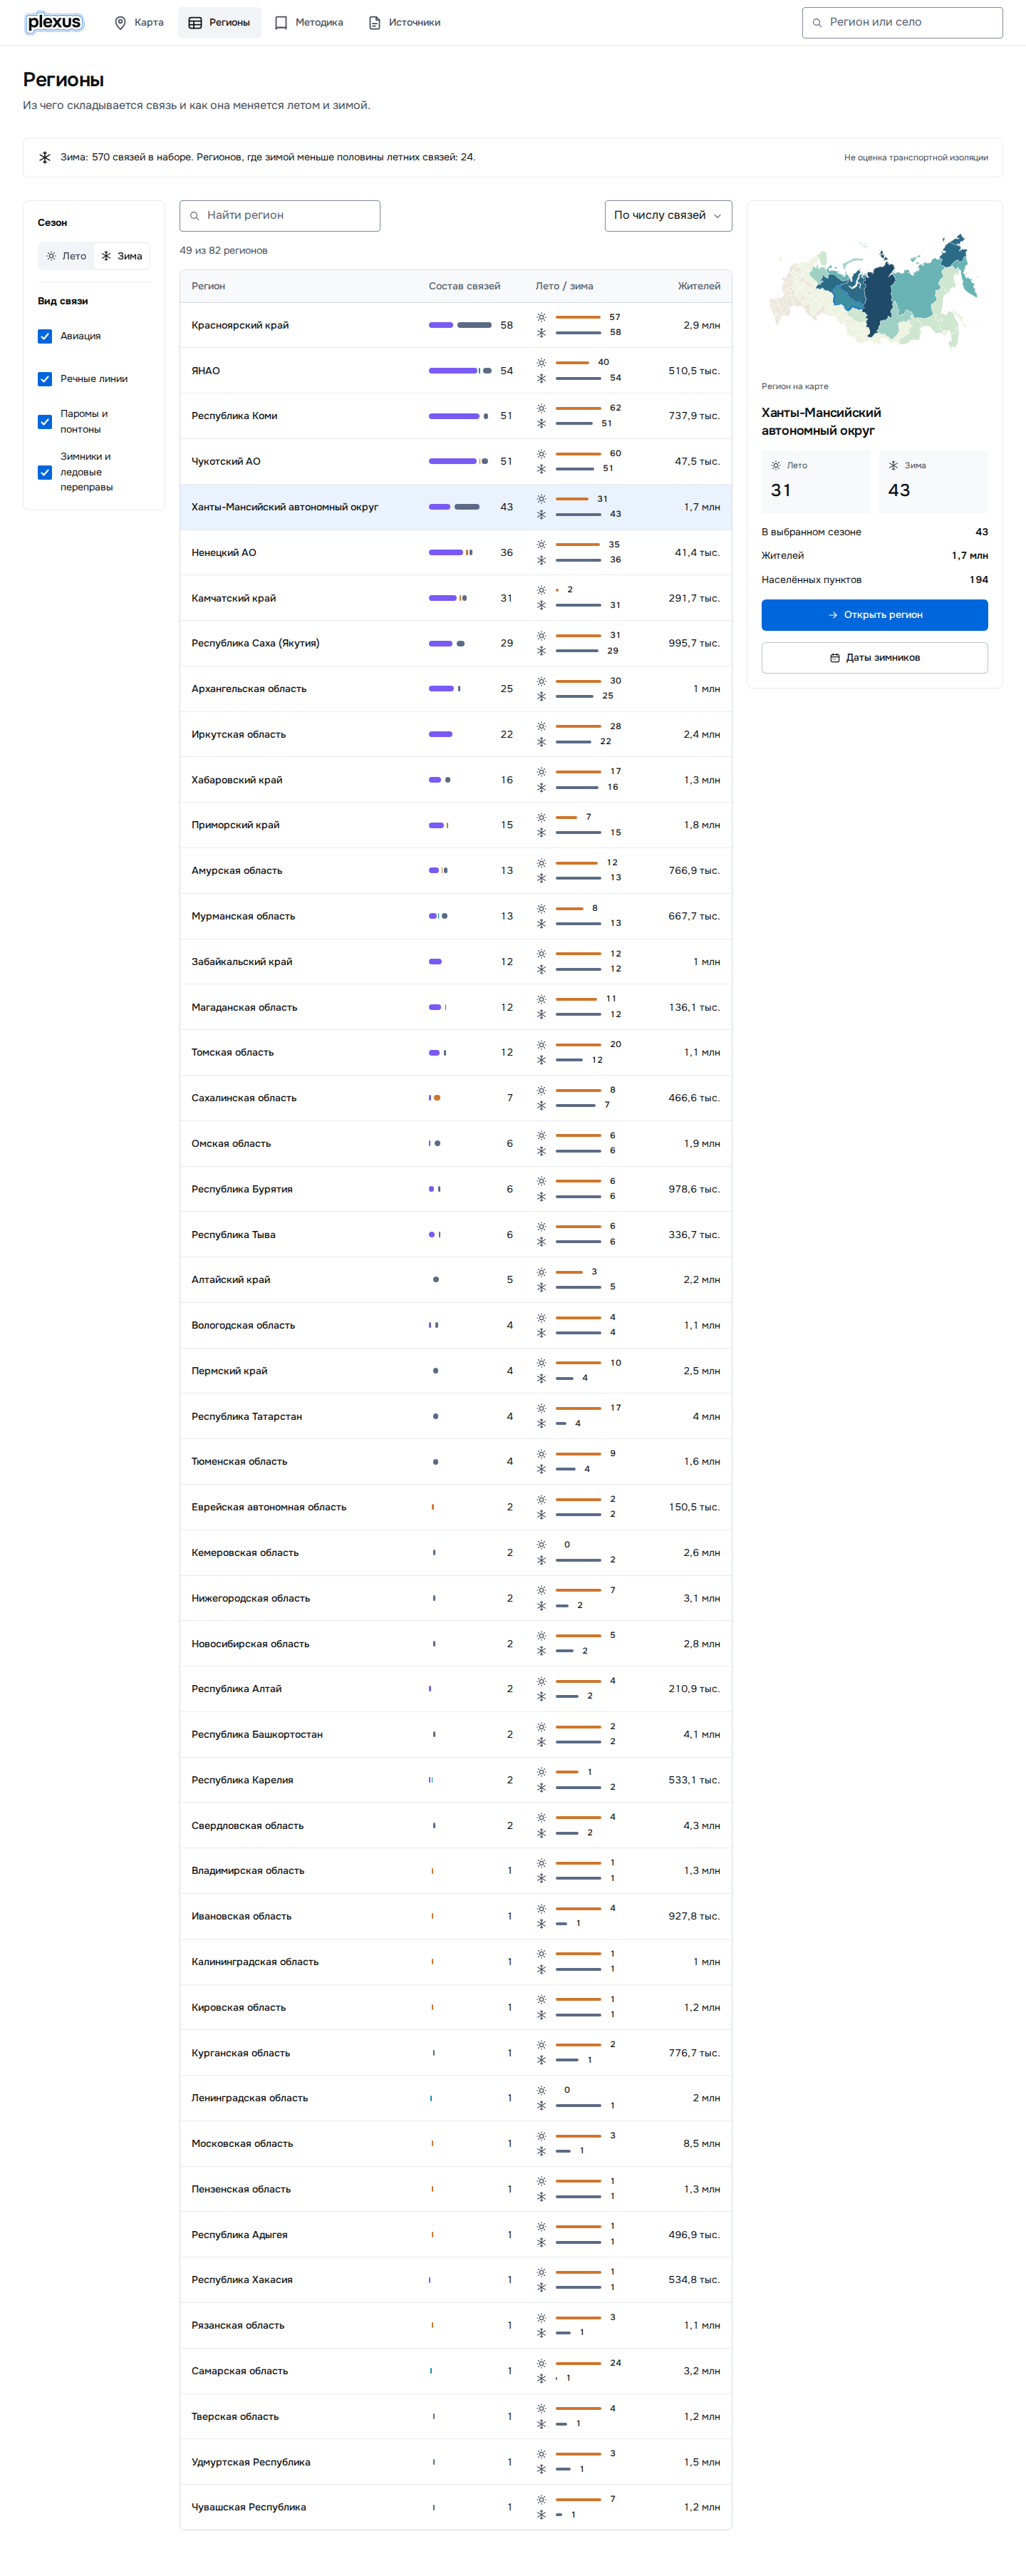 plexus
Карта
Регионы
Методика
Источники
Регион или село
Регионы
Из чего складывается связь и как она меняется летом и зимой.
Зима: 570 связей в наборе. Регионов, где зимой меньше половины летних связей: 24.
Не оценка транспортной изоляции
Сезон
Лето
Зима
Вид связи
Авиация
Речные линии
Паромы и
понтоны
Зимники и
ледовые
переправы
Найти регион
По числу связей
49 из 82 регионов
Регион Состав связей Лето / зима Жителей
Красноярский край 58 57 58 2,9 млн
ЯНАО 54 40 54 510,5 тыс.
Республика Коми 51 62 51 737,9 тыс.
Чукотский АО 51 60 51 47,5 тыс.
Ханты-Мансийский автономный округ 43 31 43 1,7 млн
Ненецкий АО 36 35 36 41,4 тыс.
Камчатский край 31 2 31 291,7 тыс.
Республика Саха (Якутия) 29 31 29 995,7 тыс.
Архангельская область 25 30 25 1 млн
Иркутская область 22 28 22 2,4 млн
Хабаровский край 16 17 16 1,3 млн
Приморский край 15 7 15 1,8 млн
Амурская область 13 12 13 766,9 тыс.
Мурманская область 13 8 13 667,7 тыс.
Забайкальский край 12 12 12 1 млн
Магаданская область 12 11 12 136,1 тыс.
Томская область 12 20 12 1,1 млн
Сахалинская область 7 8 7 466,6 тыс.
Омская область 6 6 6 1,9 млн
Республика Бурятия 6 6 6 978,6 тыс.
Республика Тыва 6 6 6 336,7 тыс.
Алтайский край 5 3 5 2,2 млн
Вологодская область 4 4 4 1,1 млн
Пермский край 4 10 4 2,5 млн
Республика Татарстан 4 17 4 4 млн
Тюменская область 4 9 4 1,6 млн
Еврейская автономная область 2 2 2 150,5 тыс.
Кемеровская область 2 0 2 2,6 млн
Нижегородская область 2 7 2 3,1 млн
Новосибирская область 2 5 2 2,8 млн
Республика Алтай 2 4 2 210,9 тыс.
Республика Башкортостан 2 2 2 4,1 млн
Республика Карелия 2 1 2 533,1 тыс.
Свердловская область 2 4 2 4,3 млн
Владимирская область 1 1 1 1,3 млн
Ивановская область 1 4 1 927,8 тыс.
Калининградская область 1 1 1 1 млн
Кировская область 1 1 1 1,2 млн
Курганская область 1 2 1 776,7 тыс.
Ленинградская область 1 0 1 2 млн
Московская область 1 3 1 8,5 млн
Пензенская область 1 1 1 1,3 млн
Республика Адыгея 1 1 1 496,9 тыс.
Республика Хакасия 1 1 1 534,8 тыс.
Рязанская область 1 3 1 1,1 млн
Самарская область 1 24 1 3,2 млн
Тверская область 1 4 1 1,2 млн
Удмуртская Республика 1 3 1 1,5 млн
Чувашская Республика 1 7 1 1,2 млн
Регион на карте
Ханты-Мансийский
автономный округ
Лето
31
Зима
43
В выбранном сезоне 43
Жителей 1,7 млн
Населённых пунктов 194
Открыть регион
Даты зимников